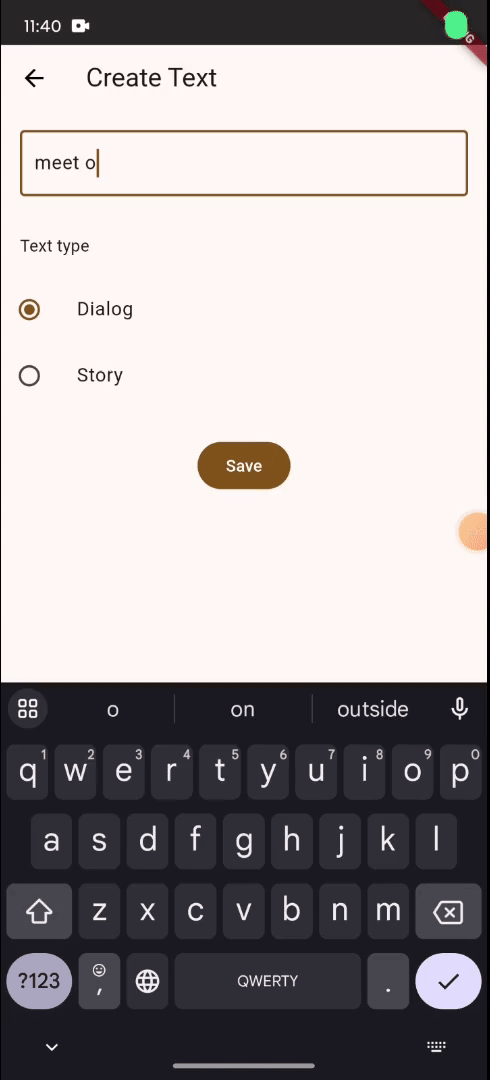 11:40
Create Text
meet o
Text type
Dialog
Story
Save
o on outside
q1 w2 e3 r4 t5 y6 u7 i8 o9 p0
a s d f g h j k l
z x c v b n m
?123 , QWERTY .